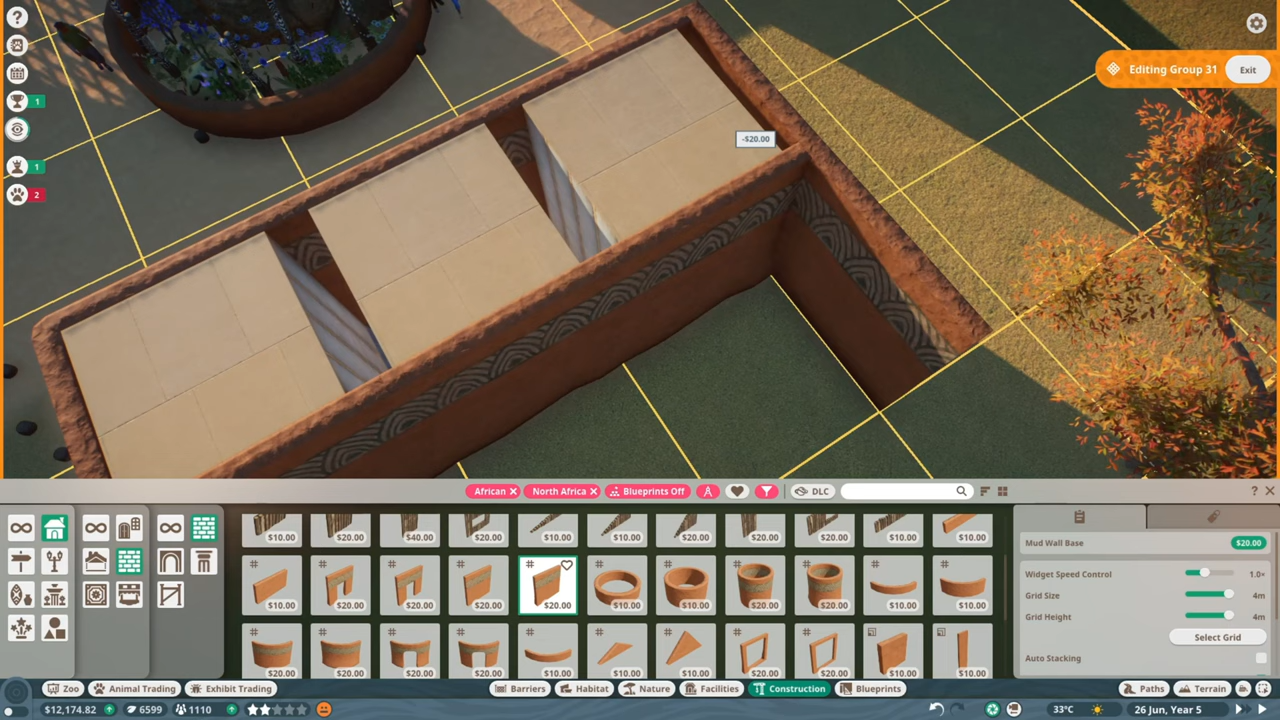 ?
Editing Group 31
Exit
1
-$20.00
1
2
African ✕
North Africa ✕
Blueprints Off
DLC
? ✕
$10.00 $10.00 $40.00 $20.00 $10.00 $10.00 $20.00 $20.00 $20.00 $10.00 $10.00
$10.00 $20.00 $20.00 $20.00 $20.00 $10.00 $10.00 $20.00 $20.00 $10.00 $10.00
$20.00 $20.00 $20.00 $20.00 $10.00 $10.00 $10.00 $20.00 $20.00 $10.00 $10.00
Mud Wall Base
$20.00
Widget Speed Control
1.0×
Grid Size
4m
Grid Height
4m
Select Grid
Auto Stacking
Zoo
Animal Trading
Exhibit Trading
Barriers
Habitat
Nature
Facilities
Construction
Blueprints
Paths
Terrain
$12,174.82
6599
1110
33°C
26 Jun, Year 5